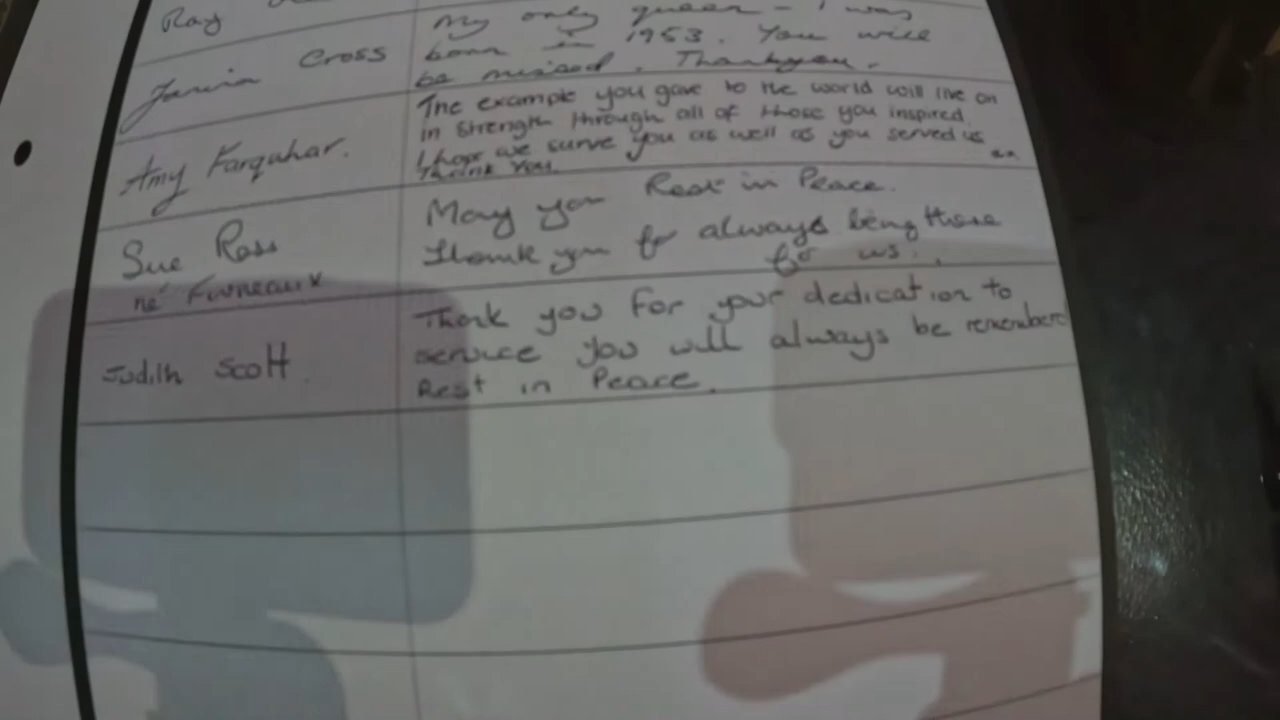 Ray
My only queen - I was
Cross
born in 1953. You will
be missed. Thankyou.
Amy Farquhar.
The example you gave to the world will live on
in strength through all of those you inspired.
I hope we surve you as well as you served us
Thank You.
Sue Ross
né Furneaux
May you Rest in Peace.
Thank you for always being there
for us.
Judith Scott
Thank you for your dedication to
service you will always be rememberd
Rest in Peace.